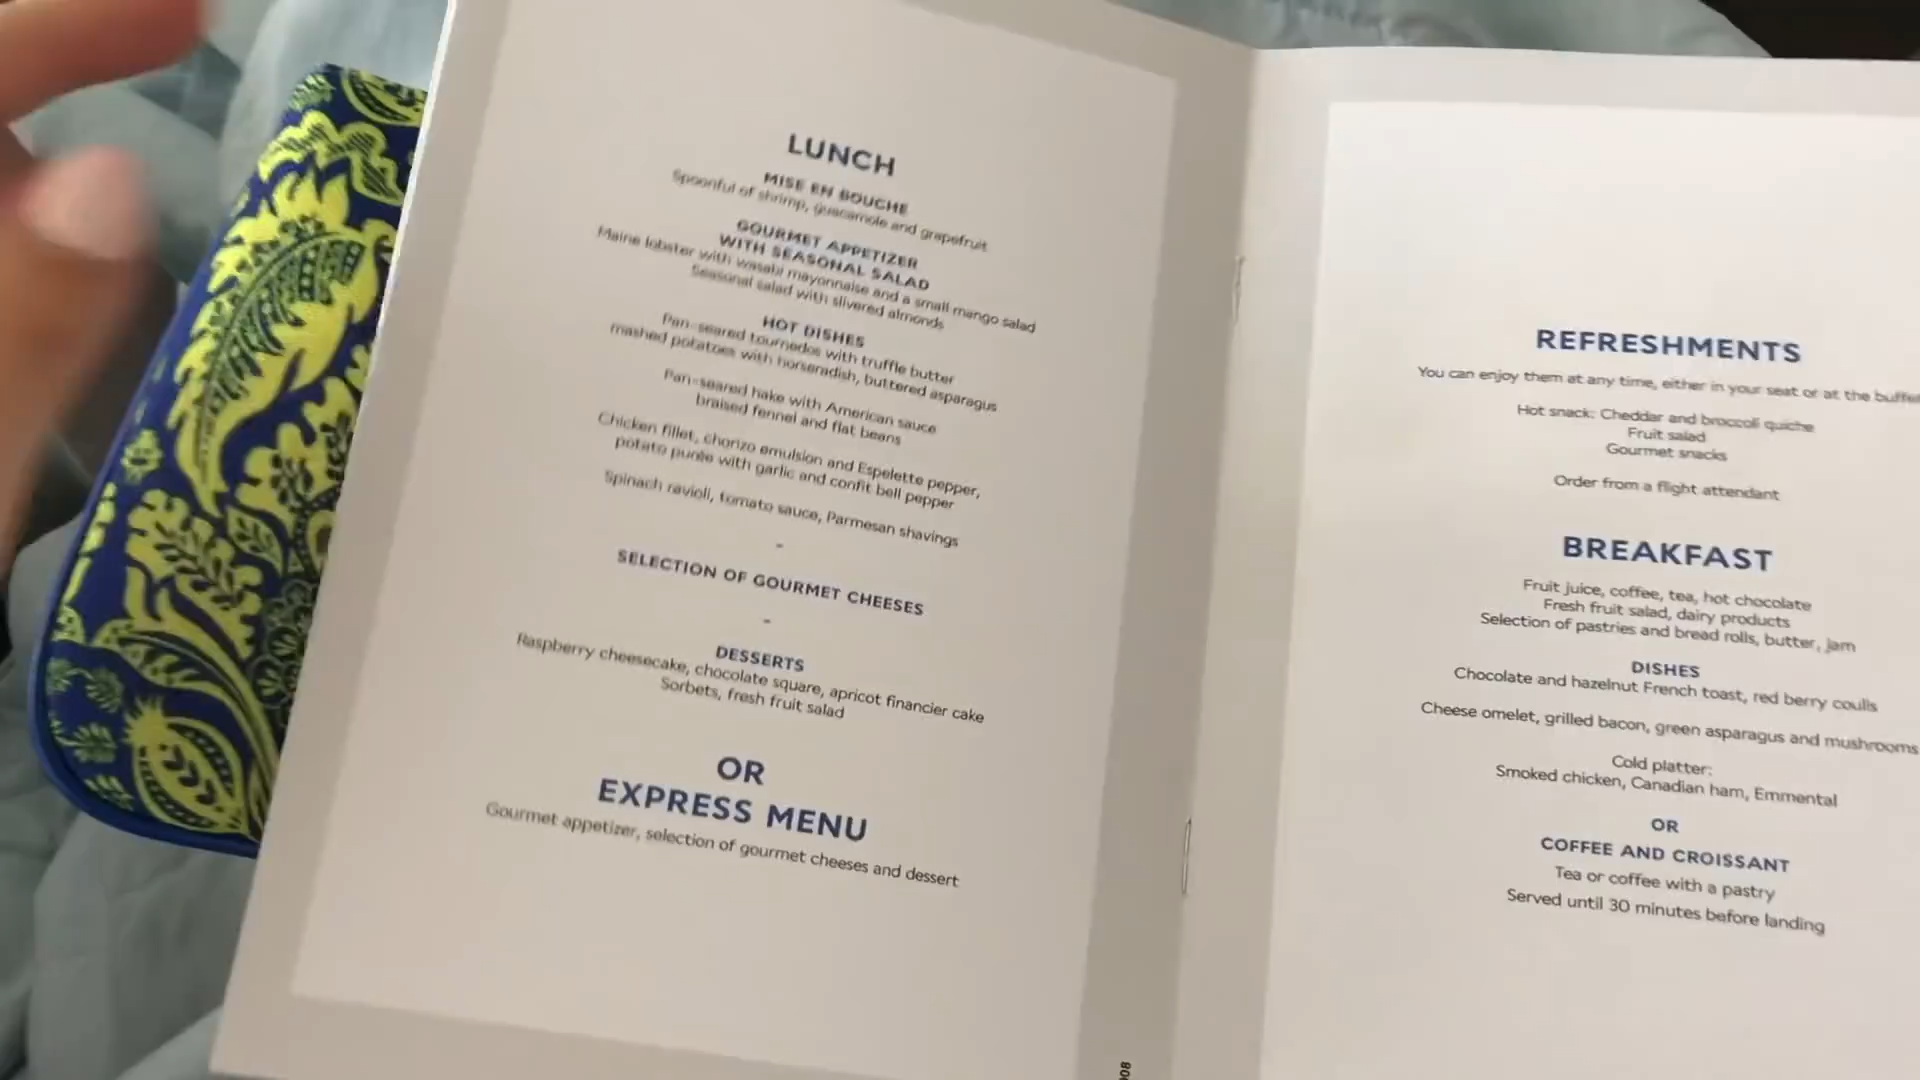 LUNCH
MISE EN BOUCHE
Spoonful of shrimp, guacamole and grapefruit
GOURMET APPETIZER
WITH SEASONAL SALAD
Maine lobster with wasabi mayonnaise and a small mango salad
Seasonal salad with slivered almonds
HOT DISHES
Pan-seared tournedos with truffle butter
mashed potatoes with horseradish, buttered asparagus
Pan-seared hake with American sauce
braised fennel and flat beans
Chicken fillet, chorizo emulsion and Espelette pepper,
potato purée with garlic and confit bell pepper
Spinach ravioli, tomato sauce, Parmesan shavings
-
SELECTION OF GOURMET CHEESES
-
DESSERTS
Raspberry cheesecake, chocolate square, apricot financier cake
Sorbets, fresh fruit salad
OR
EXPRESS MENU
Gourmet appetizer, selection of gourmet cheeses and dessert
REFRESHMENTS
You can enjoy them at any time, either in your seat or at the buffet
Hot snack: Cheddar and broccoli quiche
Fruit salad
Gourmet snacks
Order from a flight attendant
BREAKFAST
Fruit juice, coffee, tea, hot chocolate
Fresh fruit salad, dairy products
Selection of pastries and bread rolls, butter, jam
DISHES
Chocolate and hazelnut French toast, red berry coulis
Cheese omelet, grilled bacon, green asparagus and mushrooms
Cold platter:
Smoked chicken, Canadian ham, Emmental
OR
COFFEE AND CROISSANT
Tea or coffee with a pastry
Served until 30 minutes before landing